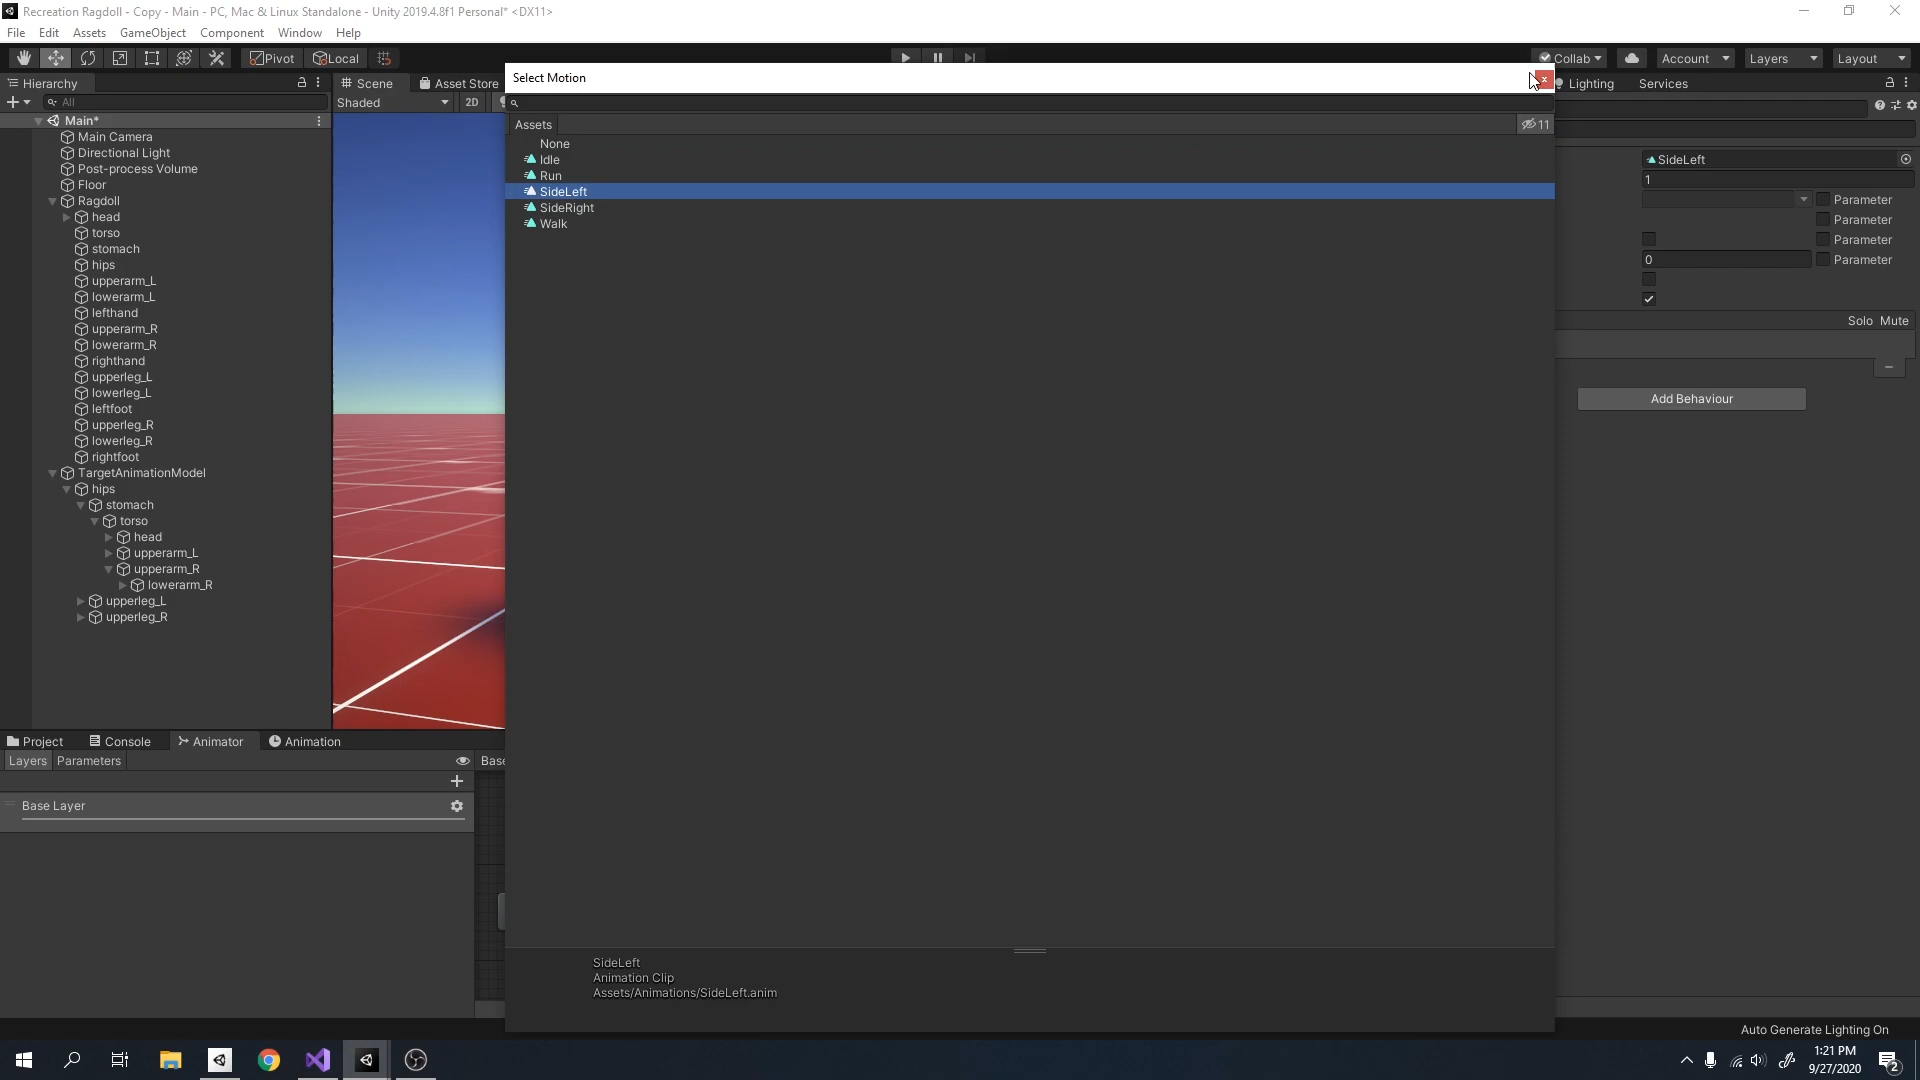 Recreation Ragdoll - Copy - Main - PC, Mac & Linux Standalone - Unity 2019.4.8f1 Personal* <DX11>
File Edit Assets GameObject Component Window Help
Pivot Local Collab Account Layers Layout
Hierarchy Scene Asset Store Lighting Services
Select Motion
All
Shaded 2D
Main*
Main Camera
Directional Light
Post-process Volume
Floor
Ragdoll
head
torso
stomach
hips
upperarm_L
lowerarm_L
lefthand
upperarm_R
lowerarm_R
righthand
upperleg_L
lowerleg_L
leftfoot
upperleg_R
lowerleg_R
rightfoot
TargetAnimationModel
hips
stomach
torso
head
upperarm_L
upperarm_R
lowerarm_R
upperleg_L
upperleg_R
Assets 11
None
Idle
Run
SideLeft
SideRight
Walk
SideLeft
1
Parameter
Parameter
Parameter
0 Parameter
Solo Mute
Add Behaviour
Project Console Animator Animation
Layers Parameters Base
Base Layer
SideLeft
Animation Clip
Assets/Animations/SideLeft.anim
Auto Generate Lighting On
1:21 PM
9/27/2020
2